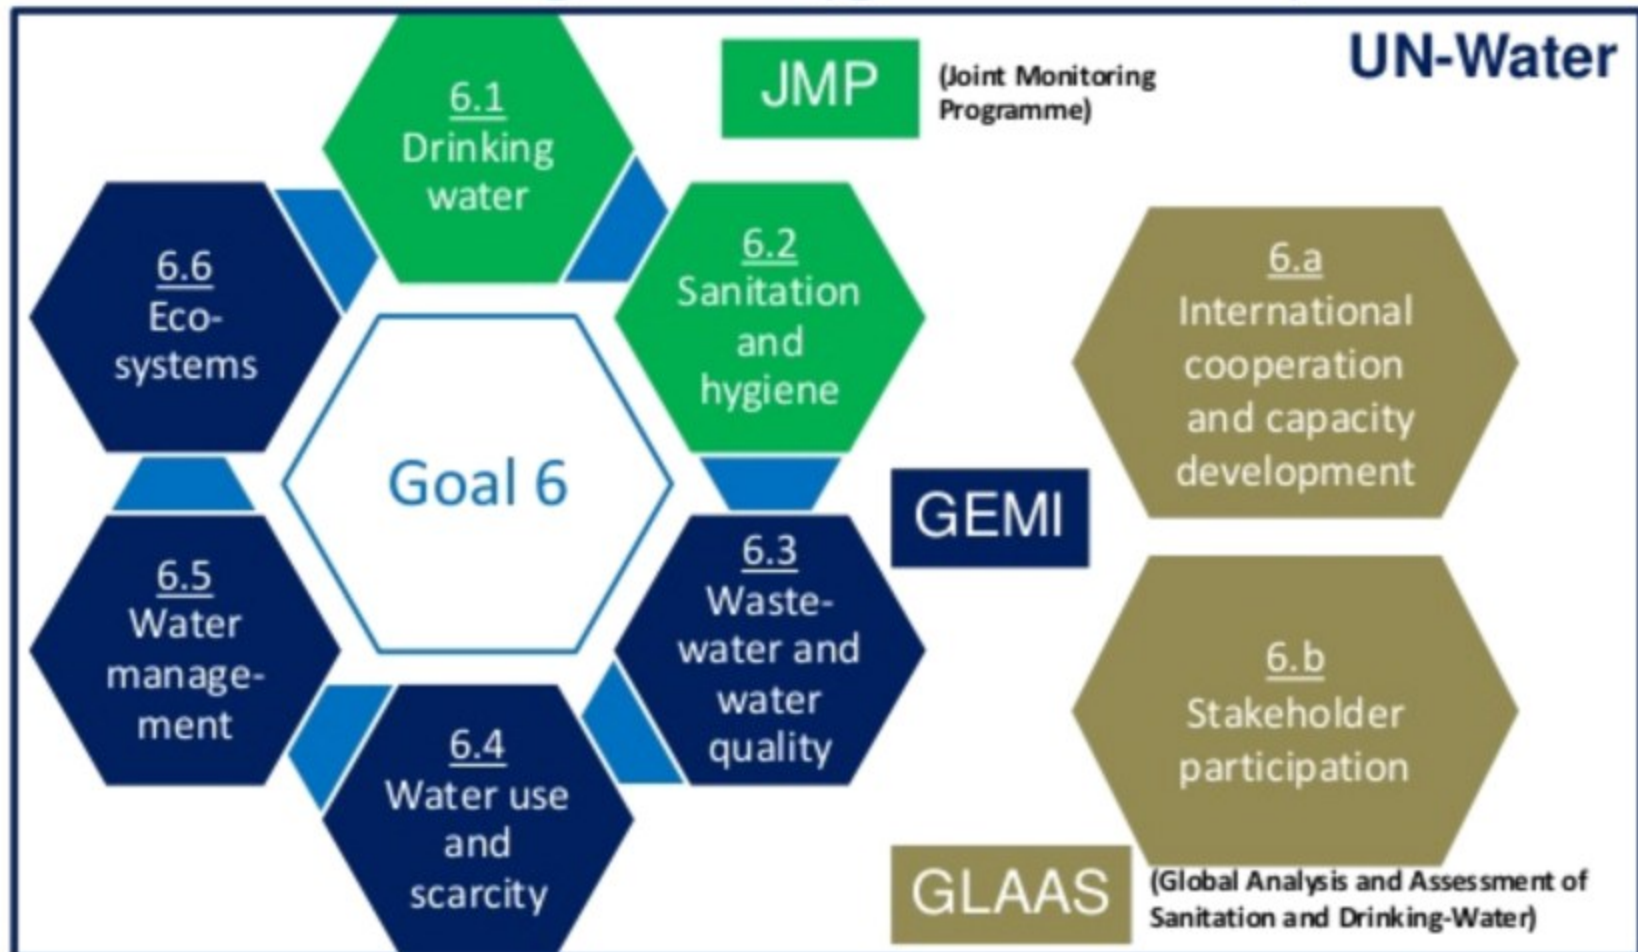 UN-Water
JMP
(Joint Monitoring
Programme)
6.1
Drinking
water
6.2
Sanitation
and
hygiene
6.6
Eco-
systems
Goal 6
6.a
International
cooperation
and capacity
development
GEMI
6.3
Waste-
water and
water
quality
6.5
Water
manage-
ment
6.4
Water use
and
scarcity
6.b
Stakeholder
participation
GLAAS
(Global Analysis and Assessment of
Sanitation and Drinking-Water)